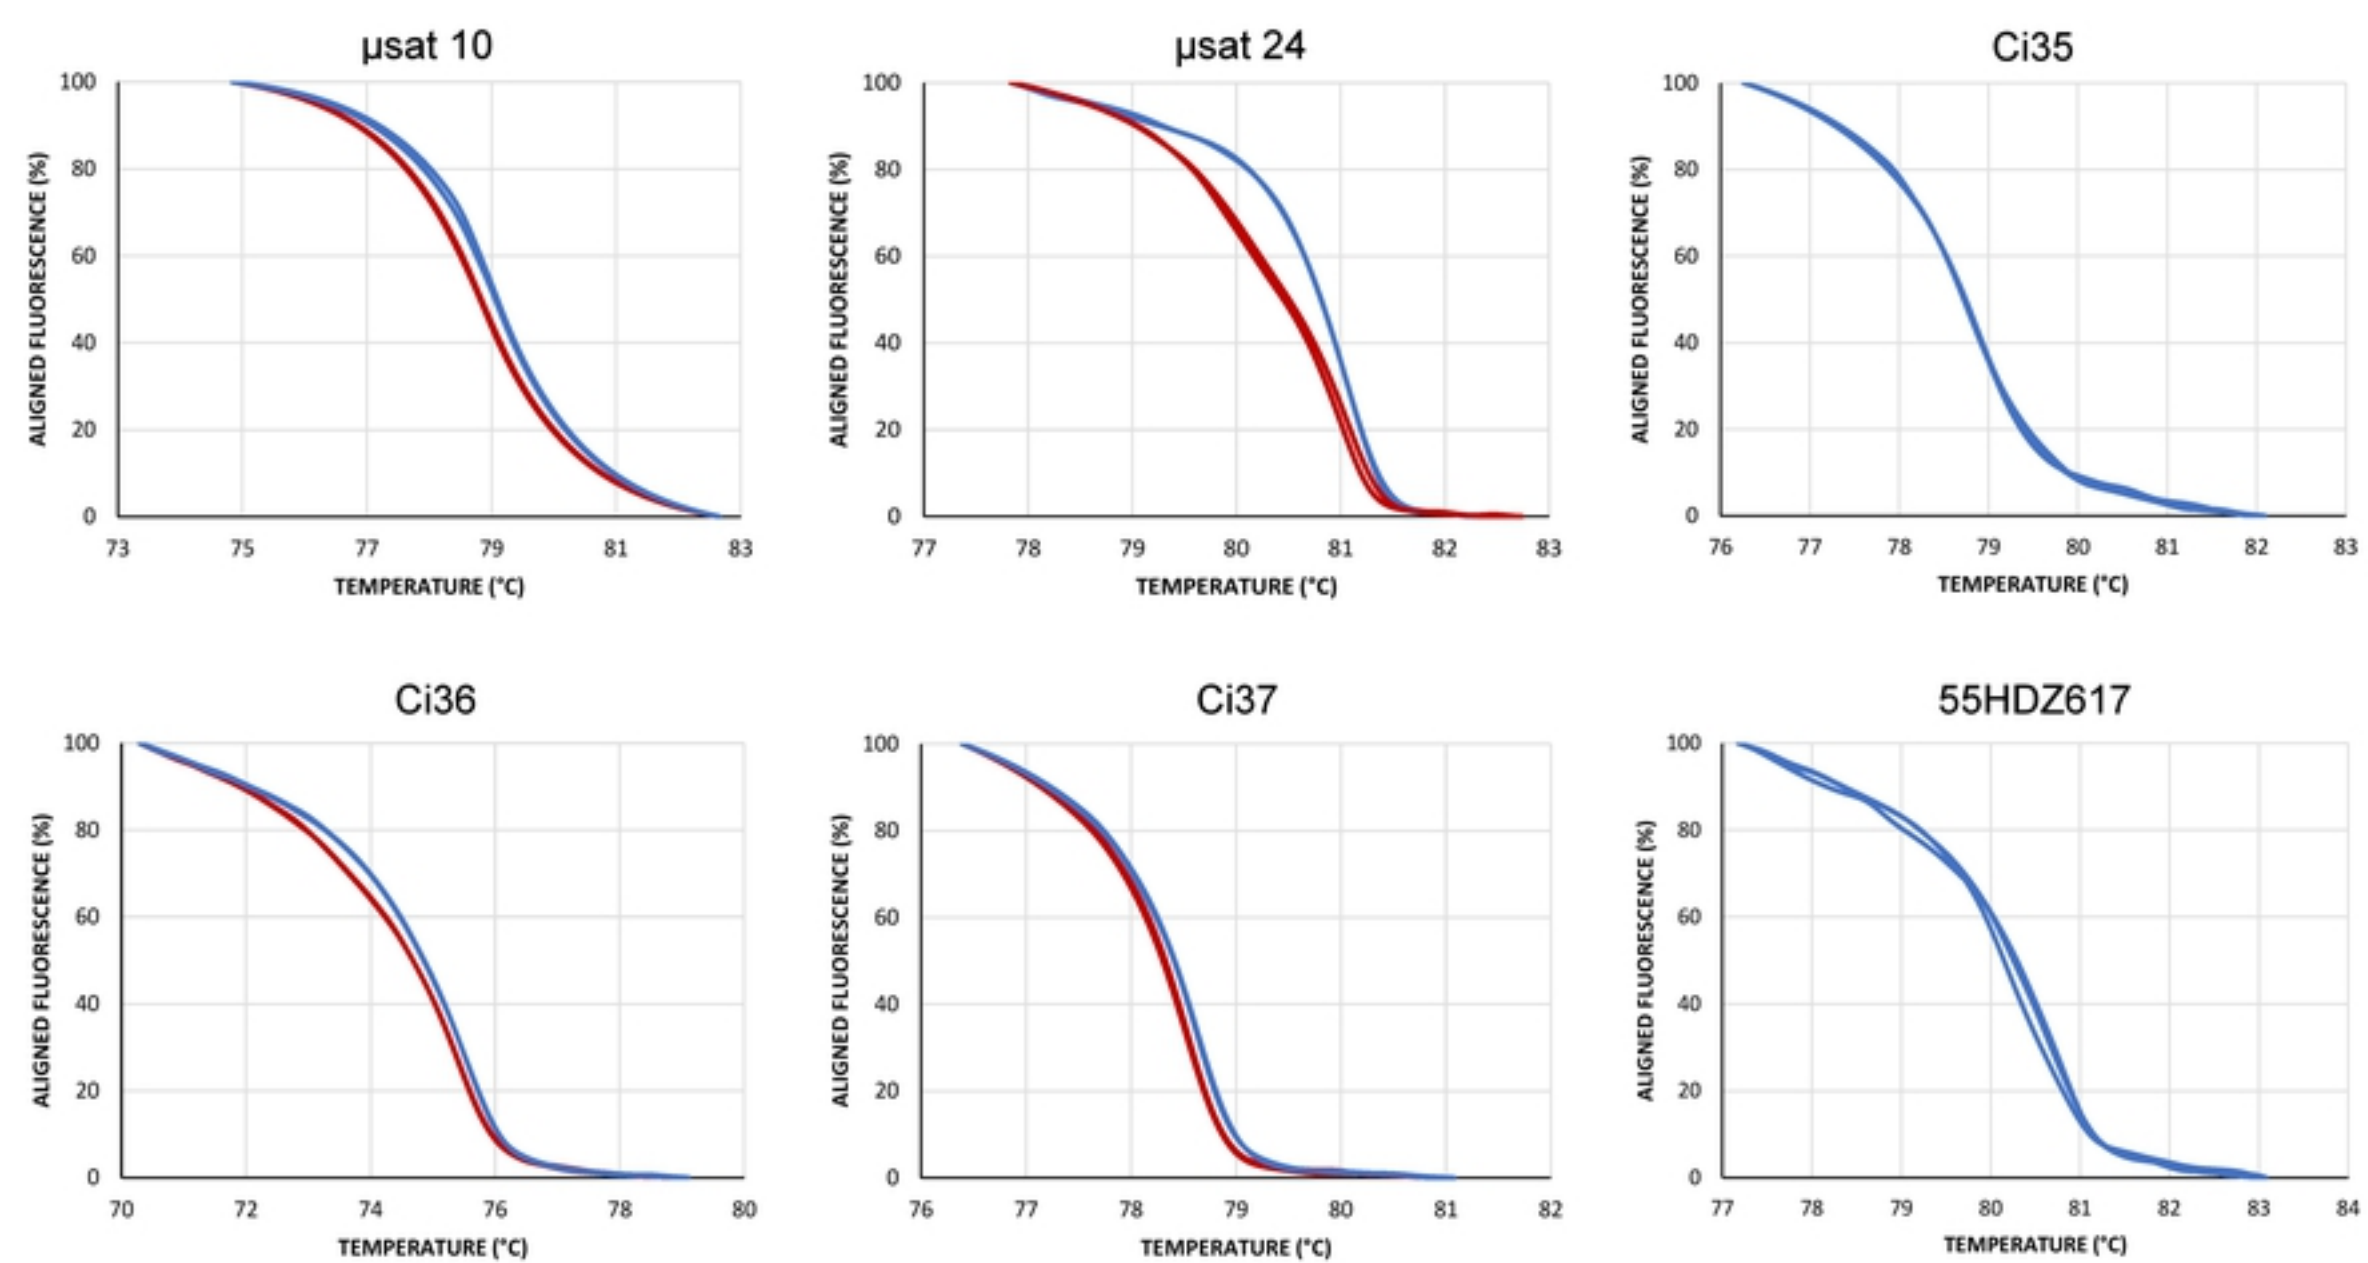 µsat 10
ALIGNED FLUORESCENCE (%)
100
80
60
40
20
0
73 75 77 79 81 83
TEMPERATURE (°C)
µsat 24
ALIGNED FLUORESCENCE (%)
100
80
60
40
20
0
77 78 79 80 81 82 83
TEMPERATURE (°C)
Ci35
ALIGNED FLUORESCENCE (%)
100
80
60
40
20
0
76 77 78 79 80 81 82 83
TEMPERATURE (°C)
Ci36
ALIGNED FLUORESCENCE (%)
100
80
60
40
20
0
70 72 74 76 78 80
TEMPERATURE (°C)
Ci37
ALIGNED FLUORESCENCE (%)
100
80
60
40
20
0
76 77 78 79 80 81 82
TEMPERATURE (°C)
55HDZ617
ALIGNED FLUORESCENCE (%)
100
80
60
40
20
0
77 78 79 80 81 82 83 84
TEMPERATURE (°C)